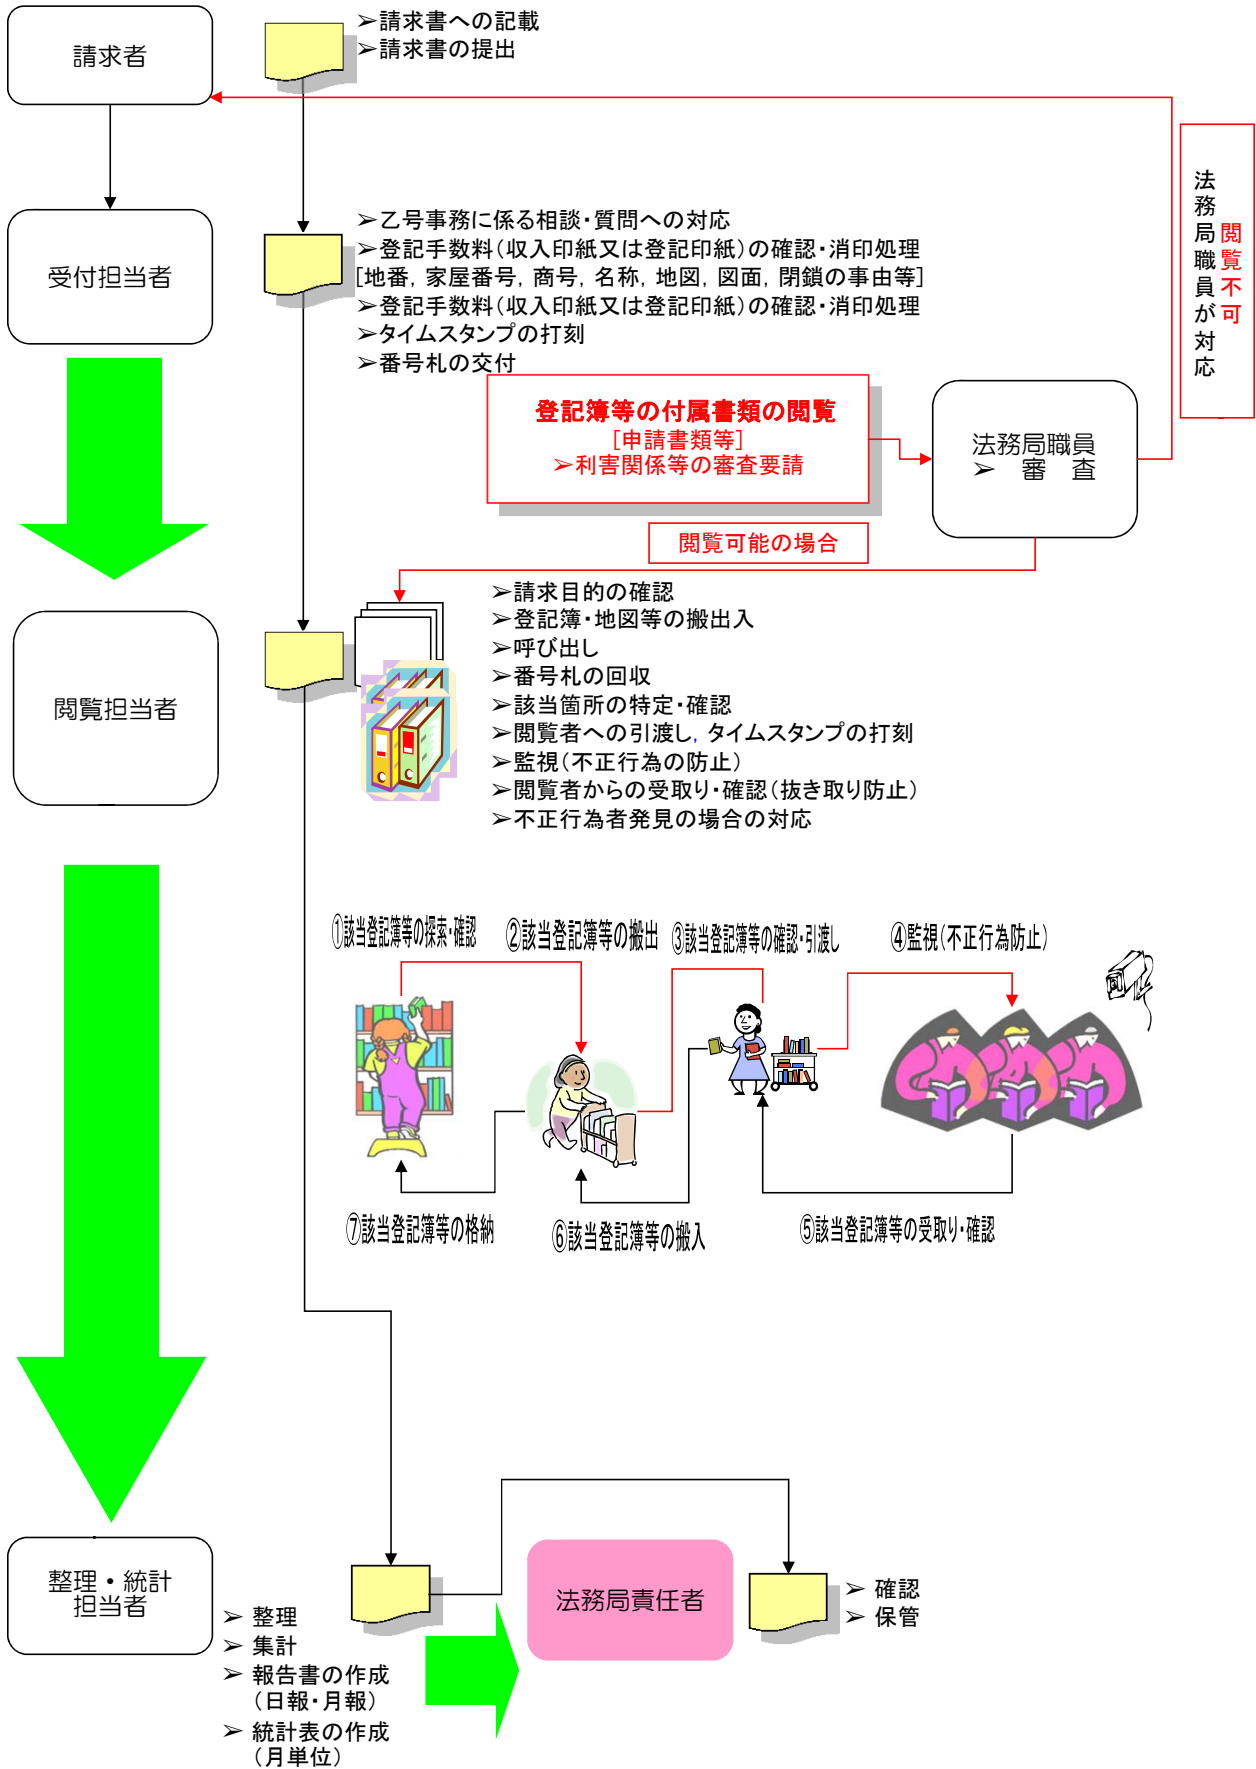 請求者
➢請求書への記載
➢請求書の提出
法務局職員が対応
閲覧不可
受付担当者
➢乙号事務に係る相談・質問への対応
➢登記手数料（収入印紙又は登記印紙）の確認・消印処理
[地番, 家屋番号, 商号, 名称, 地図, 図面, 閉鎖の事由等]
➢登記手数料（収入印紙又は登記印紙）の確認・消印処理
➢タイムスタンプの打刻
➢番号札の交付
登記簿等の付属書類の閲覧
[申請書類等]
➢利害関係等の審査要請
法務局職員
➢ 審 査
閲覧可能の場合
閲覧担当者
➢請求目的の確認
➢登記簿・地図等の搬出入
➢呼び出し
➢番号札の回収
➢該当箇所の特定・確認
➢閲覧者への引渡し, タイムスタンプの打刻
➢監視（不正行為の防止）
➢閲覧者からの受取り・確認（抜き取り防止）
➢不正行為者発見の場合の対応
①該当登記簿等の探索・確認
②該当登記簿等の搬出
③該当登記簿等の確認・引渡し
④監視（不正行為防止）
⑦該当登記簿等の格納
⑥該当登記簿等の搬入
⑤該当登記簿等の受取り・確認
整理・統計
担当者
➢ 整理
➢ 集計
➢ 報告書の作成
（日報・月報）
➢ 統計表の作成
（月単位）
法務局責任者
➢ 確認
➢ 保管